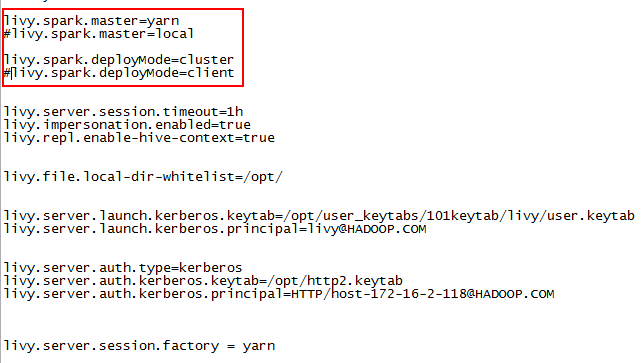 livy.spark.master=yarn
#livy.spark.master=local
livy.spark.deployMode=cluster
#livy.spark.deployMode=client
livy.server.session.timeout=1h
livy.impersonation.enabled=true
livy.repl.enable-hive-context=true
livy.file.local-dir-whitelist=/opt/
livy.server.launch.kerberos.keytab=/opt/user_keytabs/101keytab/livy/user.keytab
livy.server.launch.kerberos.principal=livy@HADOOP.COM
livy.server.auth.type=kerberos
livy.server.auth.kerberos.keytab=/opt/http2.keytab
livy.server.auth.kerberos.principal=HTTP/host-172-16-2-118@HADOOP.COM
livy.server.session.factory = yarn